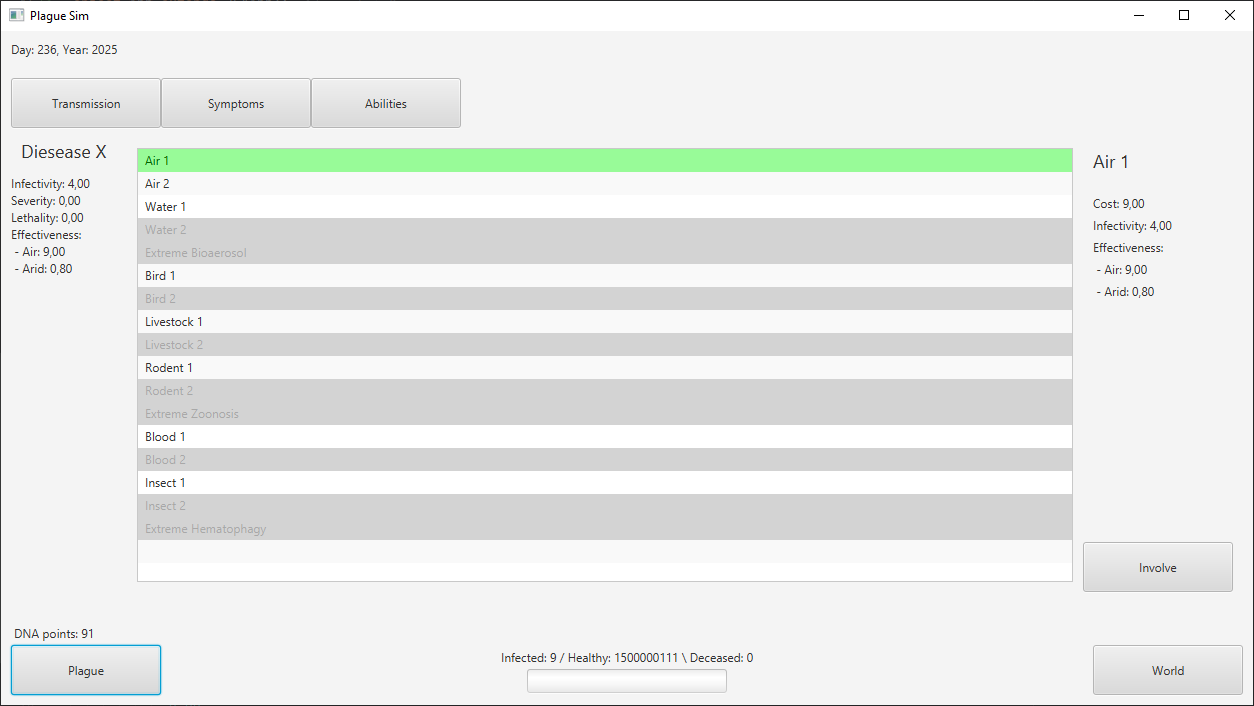 Plague Sim
Day: 236, Year: 2025
Transmission
Symptoms
Abilities
Diesease X
Infectivity: 4,00
Severity: 0,00
Lethality: 0,00
Effectiveness:
- Air: 9,00
- Arid: 0,80
Air 1
Air 2
Water 1
Water 2
Extreme Bioaerosol
Bird 1
Bird 2
Livestock 1
Livestock 2
Rodent 1
Rodent 2
Extreme Zoonosis
Blood 1
Blood 2
Insect 1
Insect 2
Extreme Hematophagy
Air 1
Cost: 9,00
Infectivity: 4,00
Effectiveness:
- Air: 9,00
- Arid: 0,80
Involve
DNA points: 91
Plague
Infected: 9 / Healthy: 1500000111 \ Deceased: 0
World